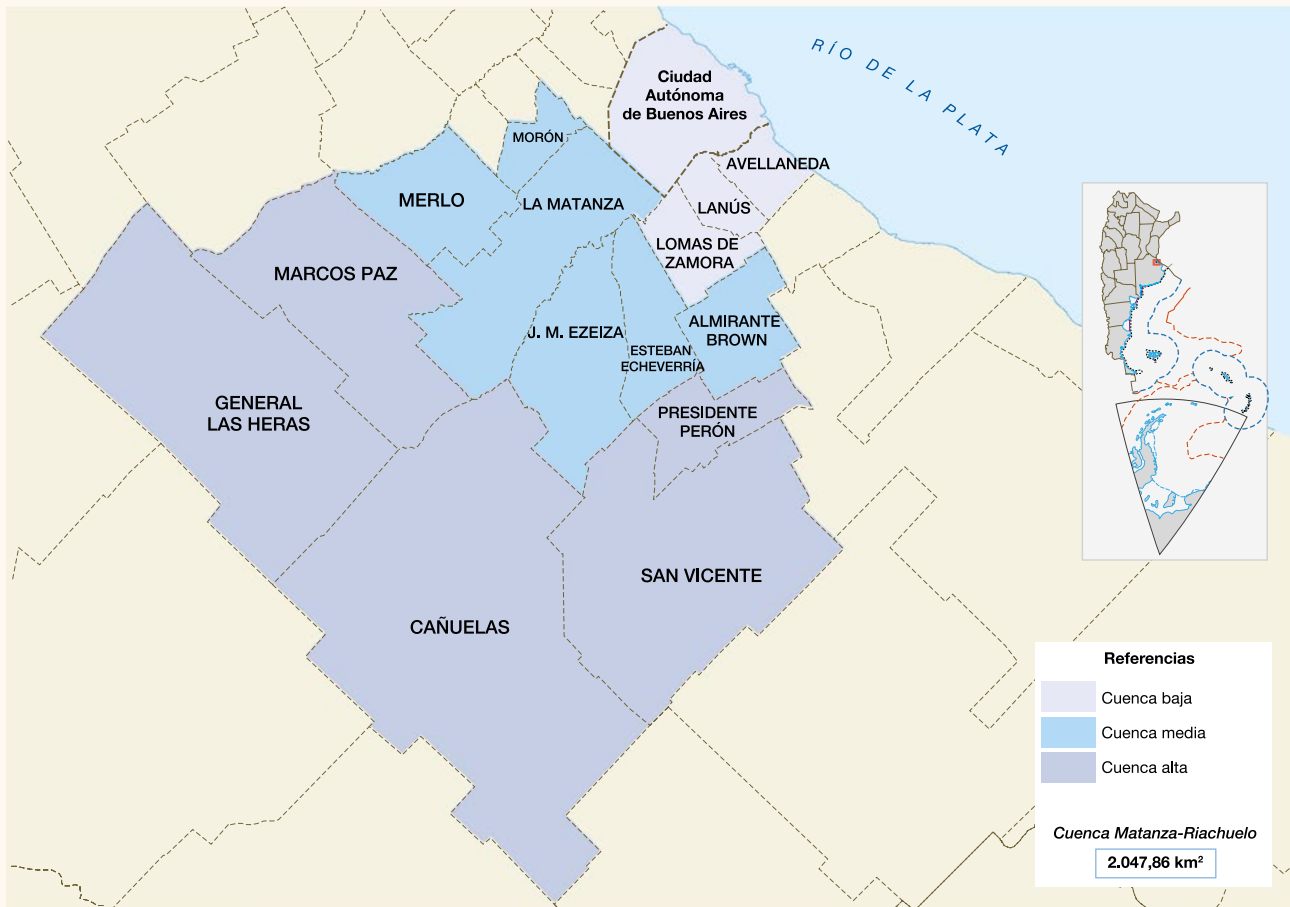 RÍO DE LA PLATA
Ciudad
Autónoma
de Buenos Aires
MORÓN
AVELLANEDA
MERLO
LA MATANZA
LANÚS
LOMAS DE
ZAMORA
MARCOS PAZ
J. M. EZEIZA
ALMIRANTE
BROWN
ESTEBAN
ECHEVERRÍA
GENERAL
LAS HERAS
PRESIDENTE
PERÓN
SAN VICENTE
CAÑUELAS
Referencias
Cuenca baja
Cuenca media
Cuenca alta
Cuenca Matanza-Riachuelo
2.047,86 km²